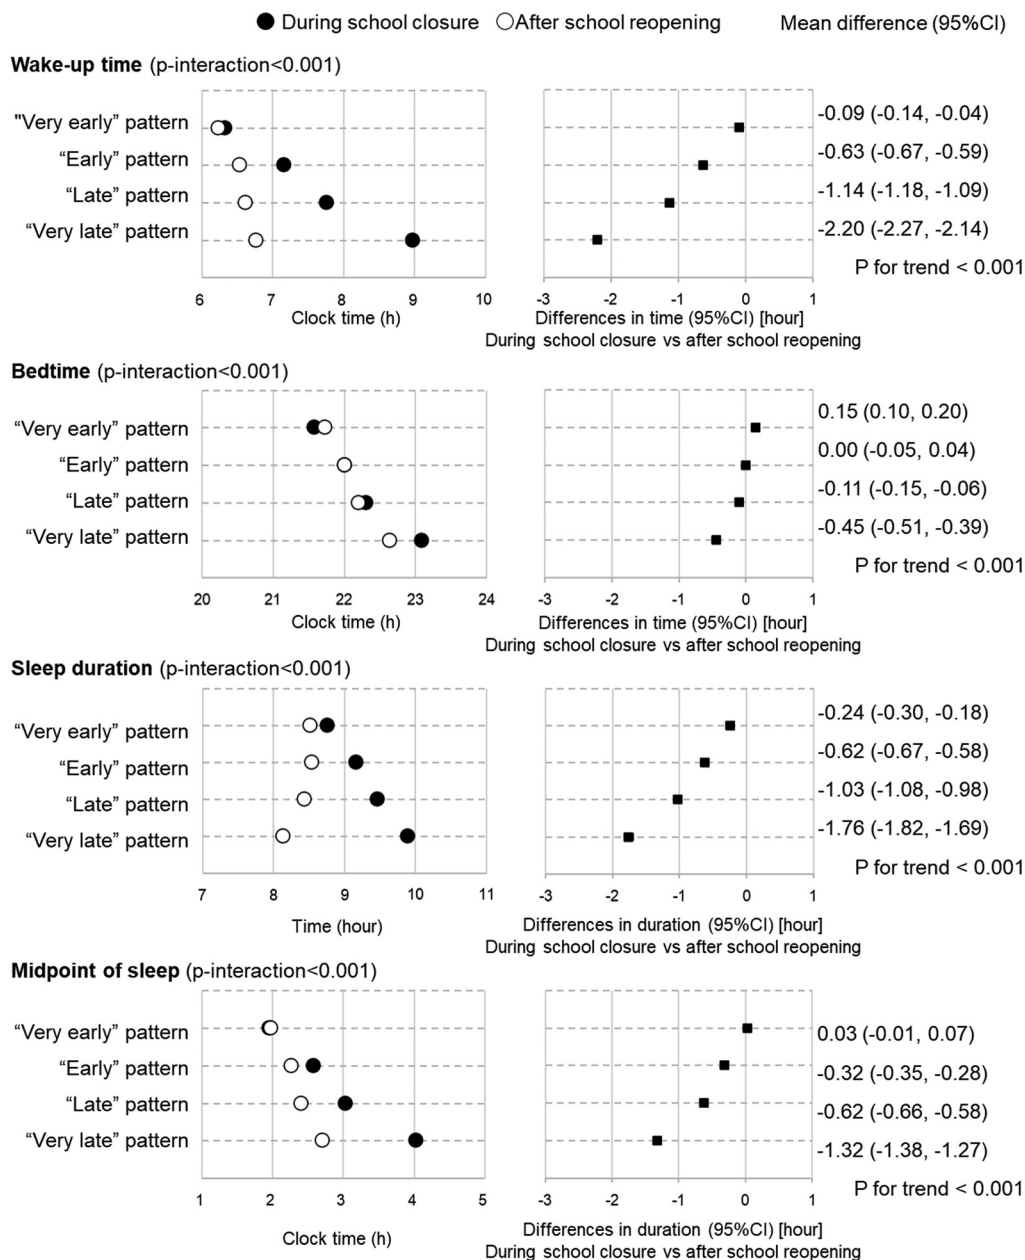 During school closure After school reopening Mean difference (95%CI)
Wake-up time (p-interaction<0.001)
"Very early” pattern
“Early” pattern
“Late” pattern
“Very late” pattern
6 7 8 9 10
Clock time (h)
-3 -2 -1 0 1
Differences in time (95%CI) [hour]
During school closure vs after school reopening
-0.09 (-0.14, -0.04)
-0.63 (-0.67, -0.59)
-1.14 (-1.18, -1.09)
-2.20 (-2.27, -2.14)
P for trend < 0.001
Bedtime (p-interaction<0.001)
“Very early” pattern
“Early” pattern
“Late” pattern
“Very late” pattern
20 21 22 23 24
Clock time (h)
-3 -2 -1 0 1
Differences in time (95%CI) [hour]
During school closure vs after school reopening
0.15 (0.10, 0.20)
0.00 (-0.05, 0.04)
-0.11 (-0.15, -0.06)
-0.45 (-0.51, -0.39)
P for trend < 0.001
Sleep duration (p-interaction<0.001)
“Very early” pattern
“Early” pattern
“Late” pattern
“Very late” pattern
7 8 9 10 11
Time (hour)
-3 -2 -1 0 1
Differences in duration (95%CI) [hour]
During school closure vs after school reopening
-0.24 (-0.30, -0.18)
-0.62 (-0.67, -0.58)
-1.03 (-1.08, -0.98)
-1.76 (-1.82, -1.69)
P for trend < 0.001
Midpoint of sleep (p-interaction<0.001)
“Very early” pattern
“Early” pattern
“Late” pattern
“Very late” pattern
1 2 3 4 5
Clock time (h)
-3 -2 -1 0 1
Differences in duration (95%CI) [hour]
During school closure vs after school reopening
0.03 (-0.01, 0.07)
-0.32 (-0.35, -0.28)
-0.62 (-0.66, -0.58)
-1.32 (-1.38, -1.27)
P for trend < 0.001